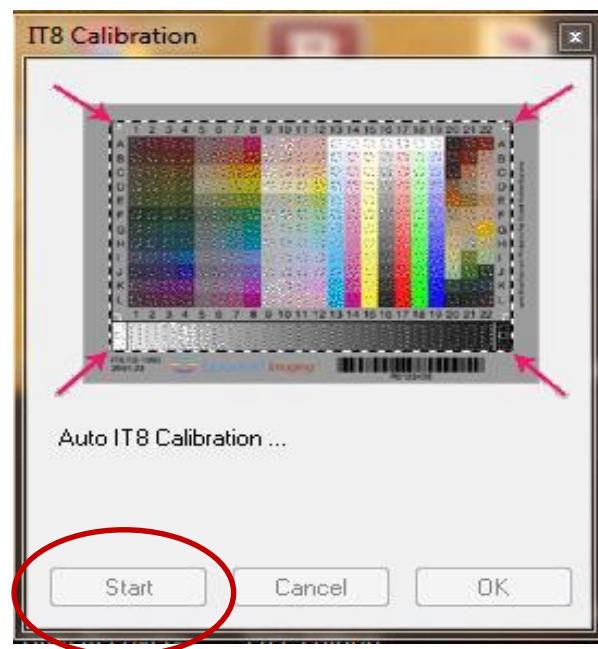 IT8 Calibration
1 2 3 4 5 6 7 8 9 10 11 12 13 14 15 16 17 18 19 20 21 22
A A
B B
C C
D D
E E
F F
G G
H H
I I
J J
K K
L L
1 2 3 4 5 6 7 8 9 10 11 12 13 14 15 16 17 18 19 20 21 22
Imaging
Auto IT8 Calibration ...
Start Cancel OK